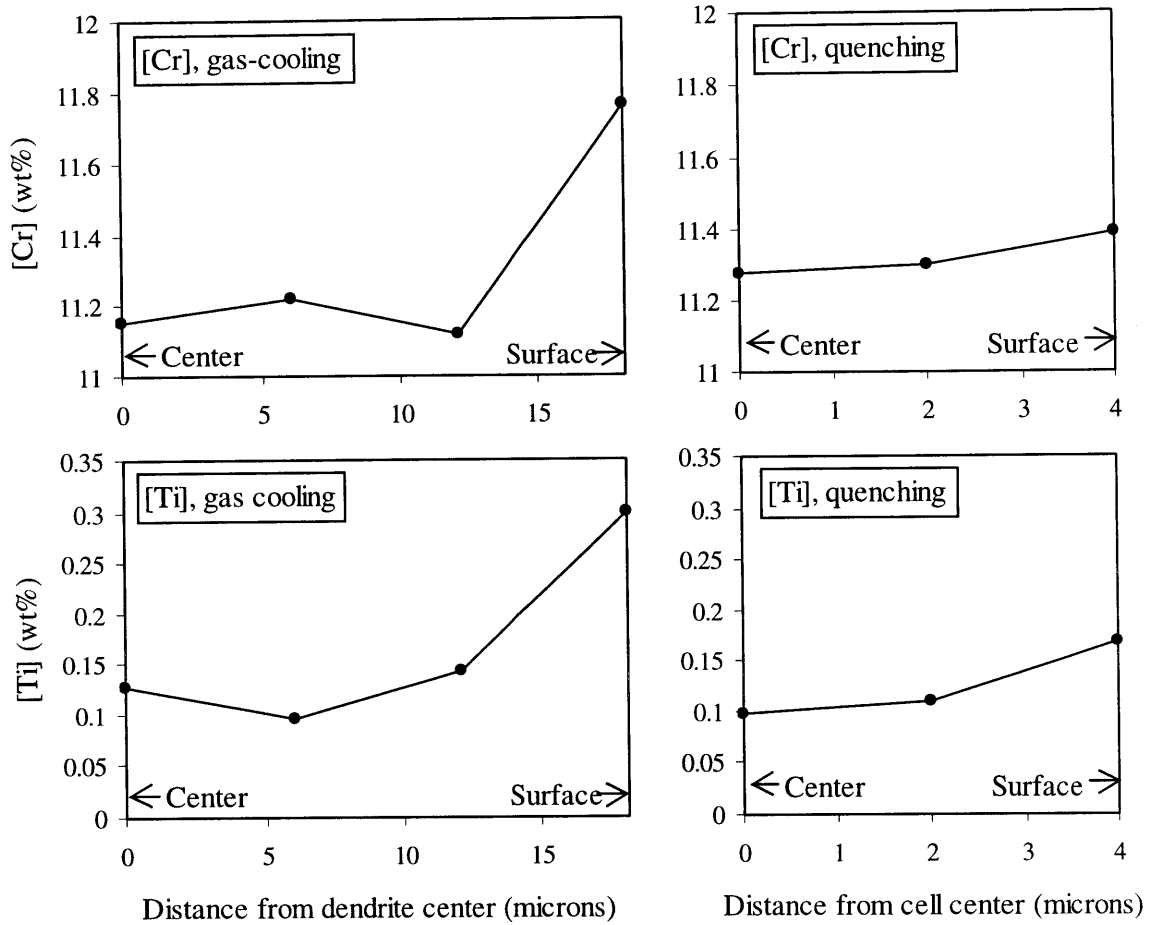 [Cr], gas-cooling
[Cr] (wt%)
12
11.8
11.6
11.4
11.2
11
← Center
Surface →
0
5
10
15
[Cr], quenching
12
11.8
11.6
11.4
11.2
11
← Center
Surface →
0
2
3
4
[Ti], gas cooling
[Ti] (wt%)
0.35
0.3
0.25
0.2
0.15
0.1
0.05
0
← Center
Surface →
0
5
10
15
Distance from dendrite center (microns)
[Ti], quenching
0.35
0.3
0.25
0.2
0.15
0.1
0.05
0
← Center
Surface →
0
1
2
3
4
Distance from cell center (microns)